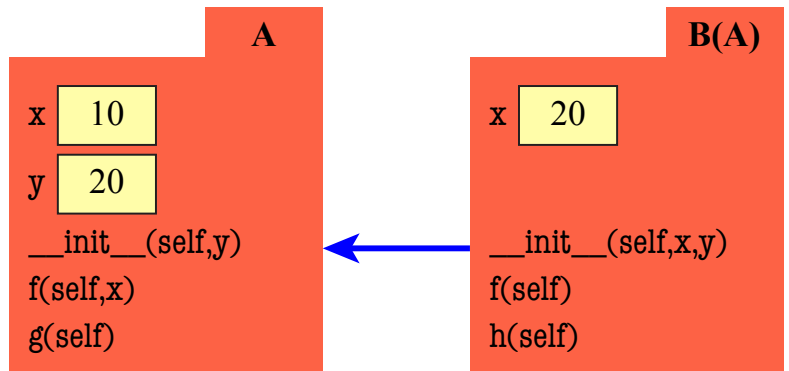 A
x 10
y 20
__init__(self,y)
f(self,x)
g(self)
B(A)
x 20
__init__(self,x,y)
f(self)
h(self)